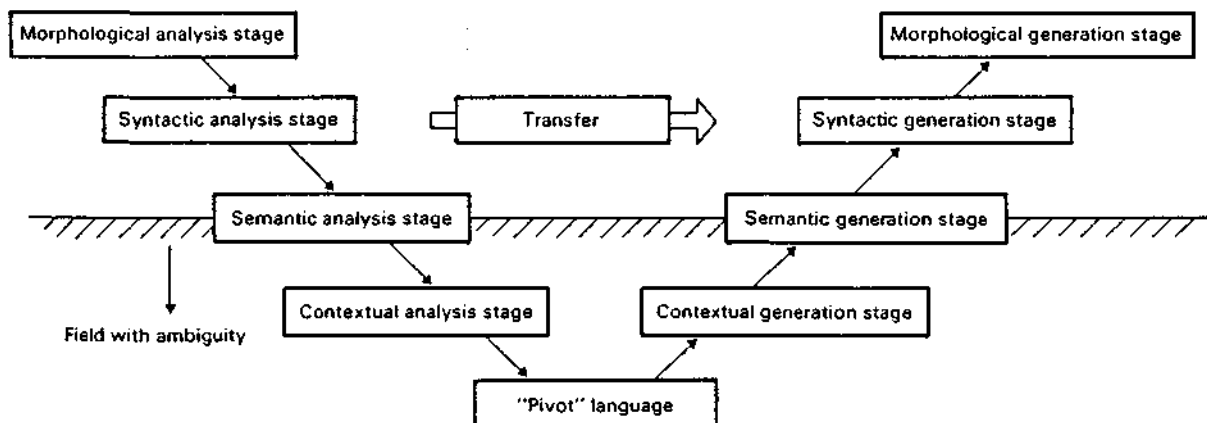 Morphological analysis stage
Morphological generation stage
Syntactic analysis stage
Transfer
Syntactic generation stage
Semantic analysis stage
Semantic generation stage
Contextual analysis stage
Contextual generation stage
Field with ambiguity
"Pivot" language